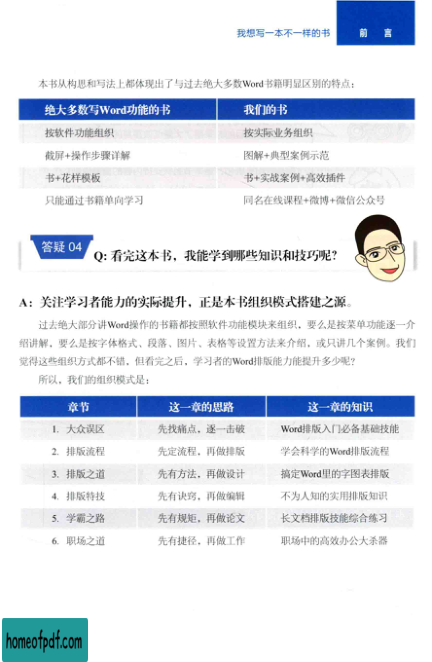 我想写一本不一样的书
前 言
本书从构思和写法上都体现出了与过去绝大多数Word书籍明显区别的特点：
绝大多数写Word功能的书 我们的书
按软件功能组织 按实际业务组织
截屏+操作步骤详解 图解+典型案例示范
书+花样模板 书+实战案例+高效插件
只能通过书籍单向学习 同名在线课程+微博+微信公众号
答疑 04
Q: 看完这本书，我能学到哪些知识和技巧呢？
A：关注学习者能力的实际提升，正是本书组织模式搭建之源。
过去绝大部分讲Word操作的书籍都按照软件功能模块来组织，要么是按菜单功能逐一介
绍讲解，要么是按字体格式、段落、图片、表格等设置方法来介绍，或只讲几个案例。我们
觉得这些组织方式都不错，但看完之后，学习者的Word排版能力能提升多少呢？
所以，我们的组织模式是：
章节 这一章的思路 这一章的知识
1. 大众误区 先找痛点，逐一击破 Word排版入门必备基础技能
2. 排版流程 先定流程，再做排版 学会科学的Word排版流程
3. 排版之道 先有方法，再做设计 搞定Word里的字图表排版
4. 排版特技 先有诀窍，再做编辑 不为人知的实用排版知识
5. 学霸之路 先有规矩，再做论文 长文档排版技能综合练习
6. 职场之道 先有捷径，再做工作 职场中的高效办公大杀器
homeofpdf.com